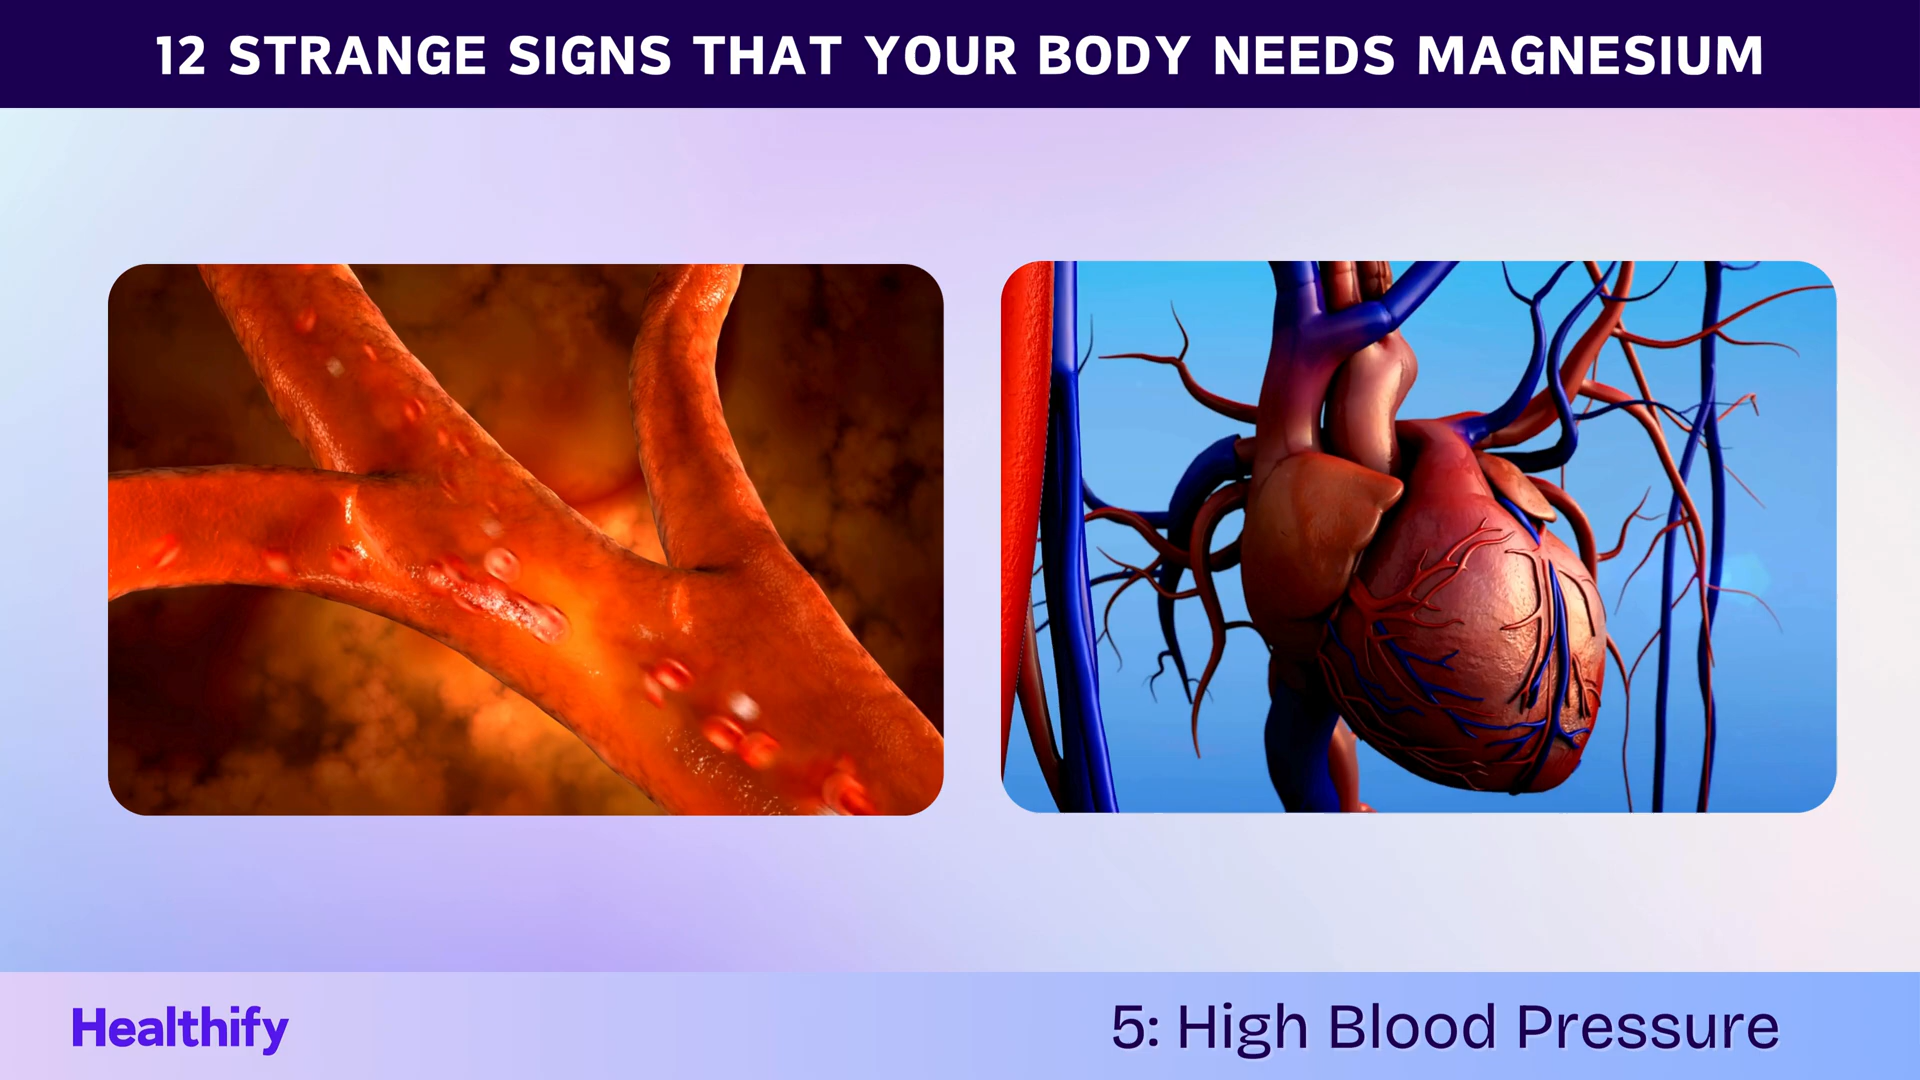 12 STRANGE SIGNS THAT YOUR BODY NEEDS MAGNESIUM
Healthify
5: High Blood Pressure